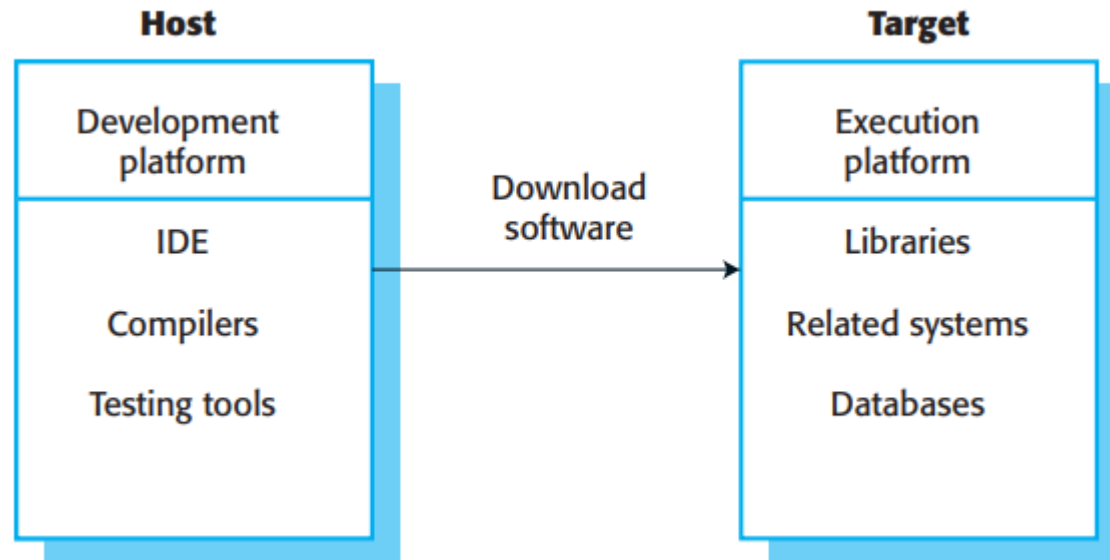 Host
Development
platform
IDE
Compilers
Testing tools
Download
software
Target
Execution
platform
Libraries
Related systems
Databases